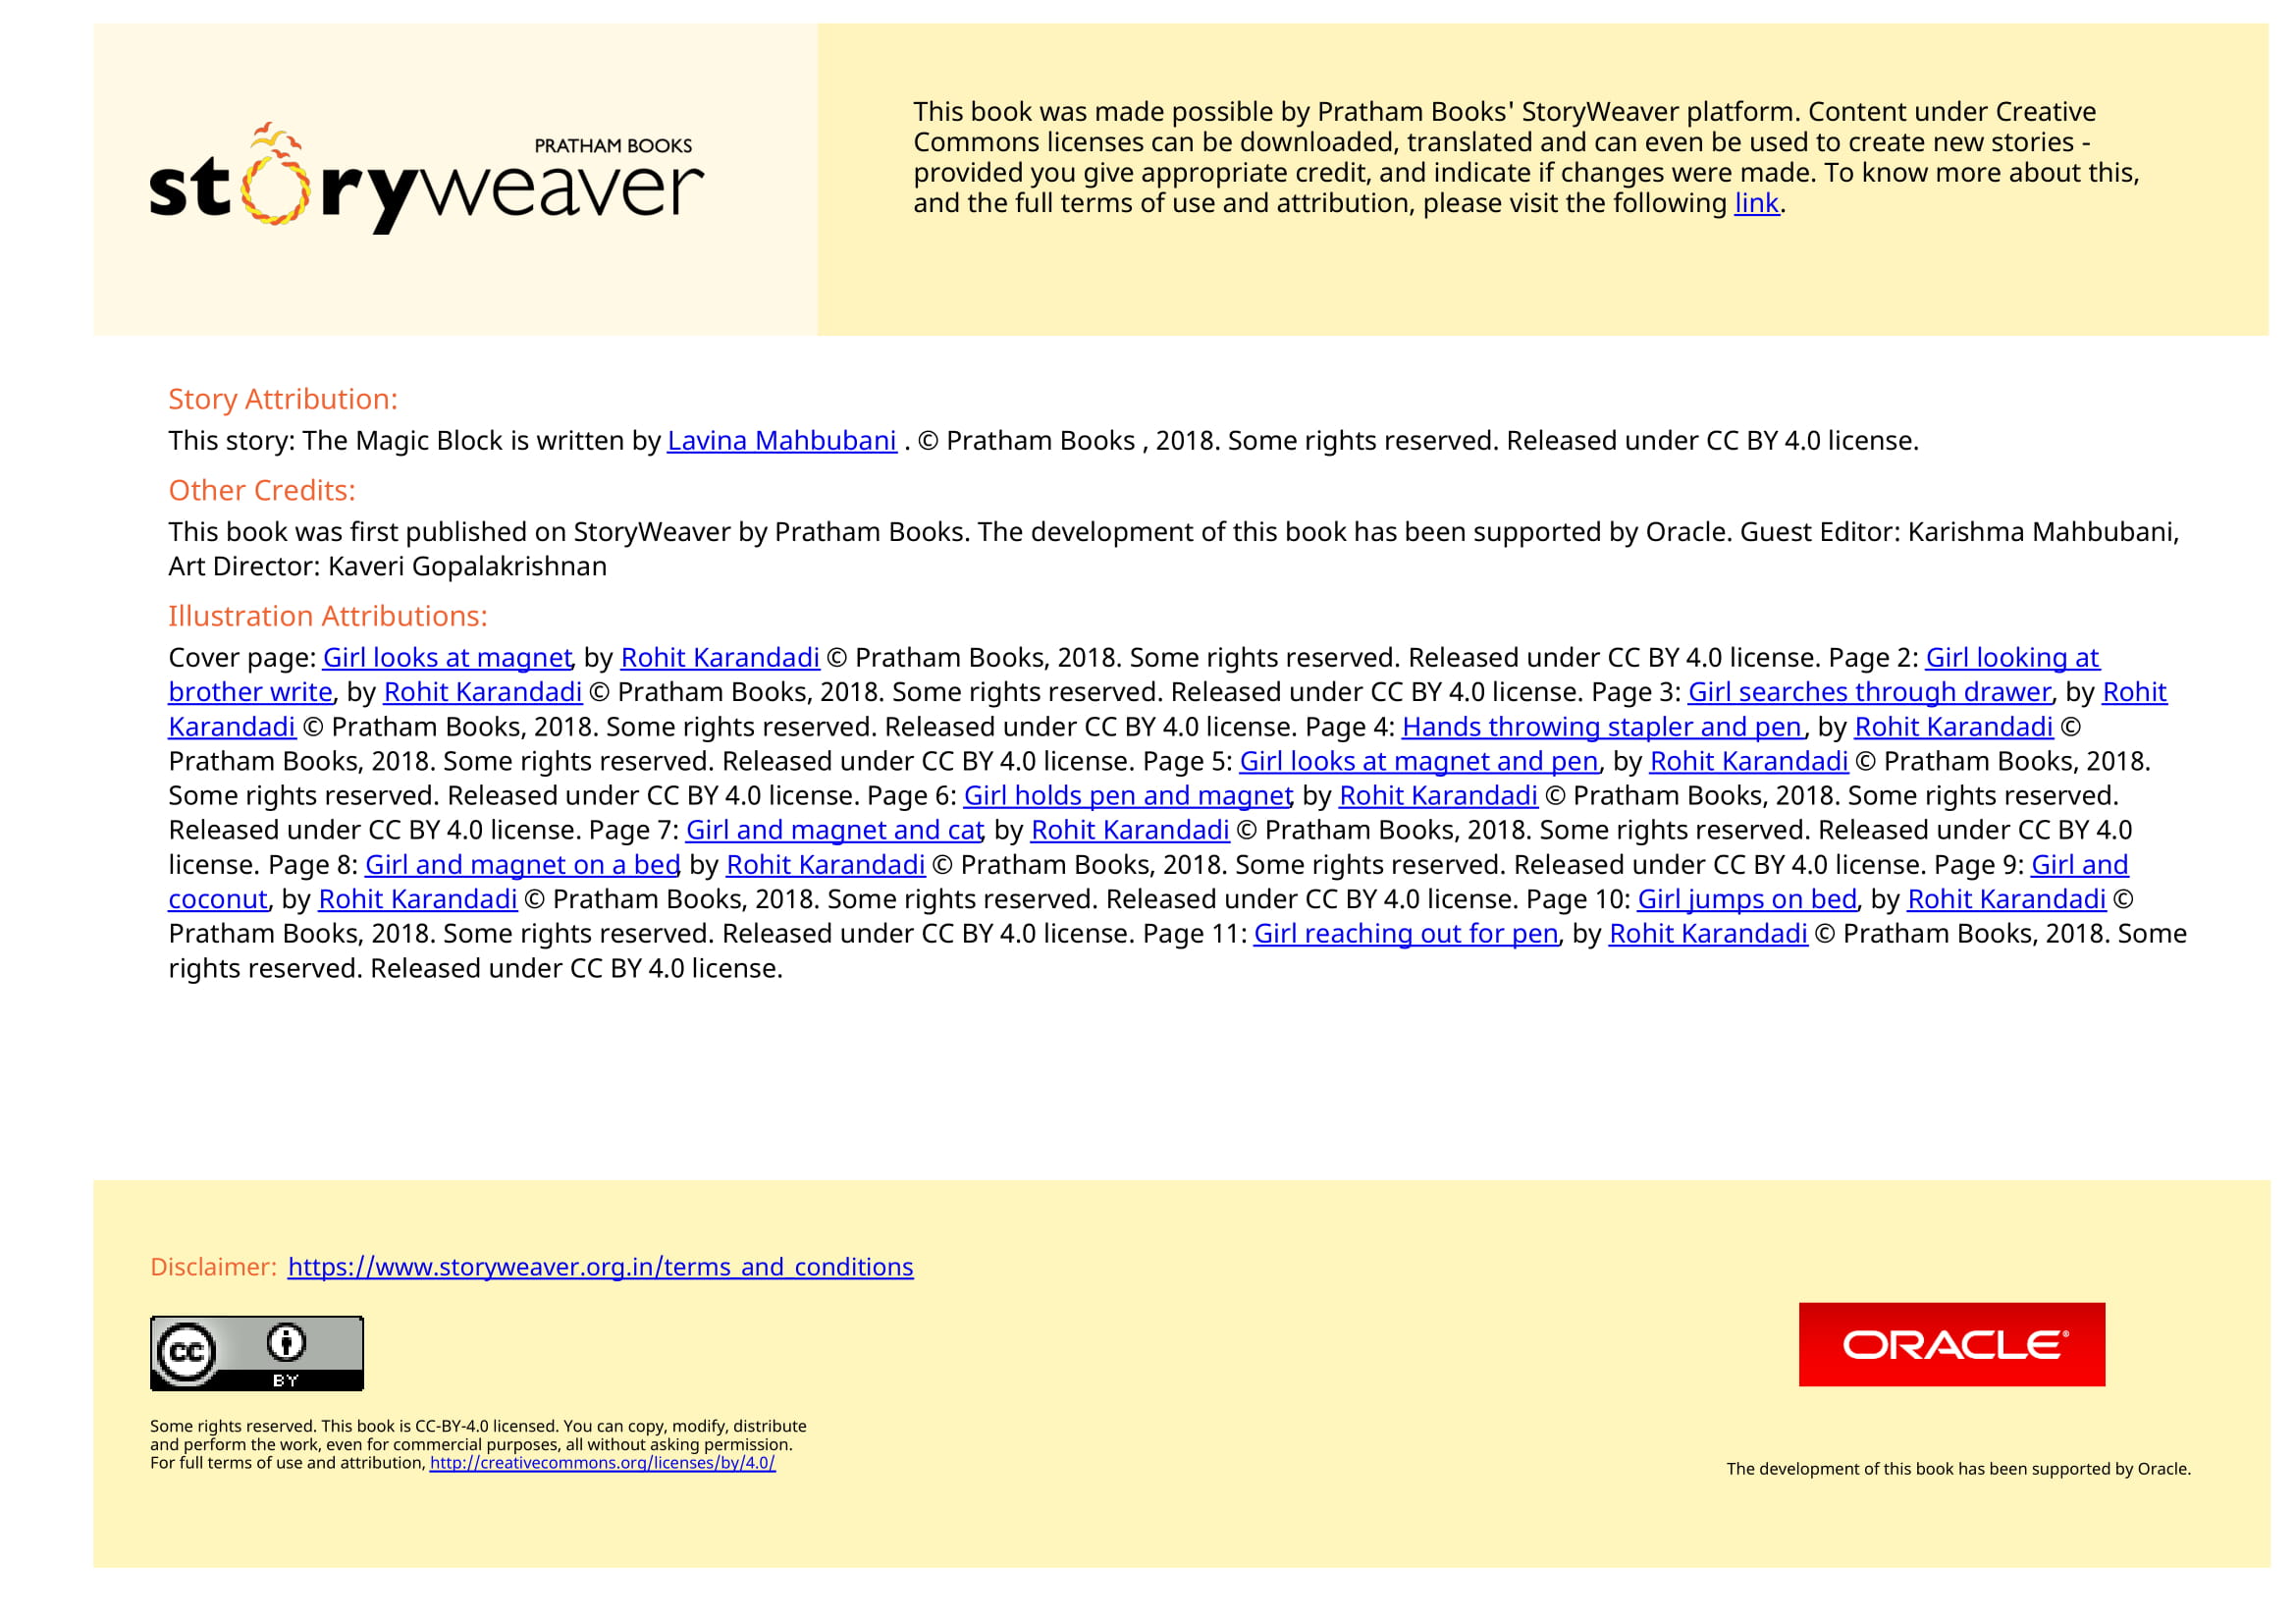 PRATHAM BOOKS
storyweaver
This book was made possible by Pratham Books' StoryWeaver platform. Content under Creative
Commons licenses can be downloaded, translated and can even be used to create new stories -
provided you give appropriate credit, and indicate if changes were made. To know more about this,
and the full terms of use and attribution, please visit the following link.
Story Attribution:
This story: The Magic Block is written by Lavina Mahbubani . © Pratham Books , 2018. Some rights reserved. Released under CC BY 4.0 license.
Other Credits:
This book was first published on StoryWeaver by Pratham Books. The development of this book has been supported by Oracle. Guest Editor: Karishma Mahbubani,
Art Director: Kaveri Gopalakrishnan
Illustration Attributions:
Cover page: Girl looks at magnet, by Rohit Karandadi © Pratham Books, 2018. Some rights reserved. Released under CC BY 4.0 license. Page 2: Girl looking at
brother write, by Rohit Karandadi © Pratham Books, 2018. Some rights reserved. Released under CC BY 4.0 license. Page 3: Girl searches through drawer, by Rohit
Karandadi © Pratham Books, 2018. Some rights reserved. Released under CC BY 4.0 license. Page 4: Hands throwing stapler and pen, by Rohit Karandadi ©
Pratham Books, 2018. Some rights reserved. Released under CC BY 4.0 license. Page 5: Girl looks at magnet and pen, by Rohit Karandadi © Pratham Books, 2018.
Some rights reserved. Released under CC BY 4.0 license. Page 6: Girl holds pen and magnet, by Rohit Karandadi © Pratham Books, 2018. Some rights reserved.
Released under CC BY 4.0 license. Page 7: Girl and magnet and cat, by Rohit Karandadi © Pratham Books, 2018. Some rights reserved. Released under CC BY 4.0
license. Page 8: Girl and magnet on a bed, by Rohit Karandadi © Pratham Books, 2018. Some rights reserved. Released under CC BY 4.0 license. Page 9: Girl and
coconut, by Rohit Karandadi © Pratham Books, 2018. Some rights reserved. Released under CC BY 4.0 license. Page 10: Girl jumps on bed, by Rohit Karandadi ©
Pratham Books, 2018. Some rights reserved. Released under CC BY 4.0 license. Page 11: Girl reaching out for pen, by Rohit Karandadi © Pratham Books, 2018. Some
rights reserved. Released under CC BY 4.0 license.
Disclaimer: https://www.storyweaver.org.in/terms_and_conditions
CC
BY
ORACLE®
Some rights reserved. This book is CC-BY-4.0 licensed. You can copy, modify, distribute
and perform the work, even for commercial purposes, all without asking permission.
For full terms of use and attribution, http://creativecommons.org/licenses/by/4.0/
The development of this book has been supported by Oracle.